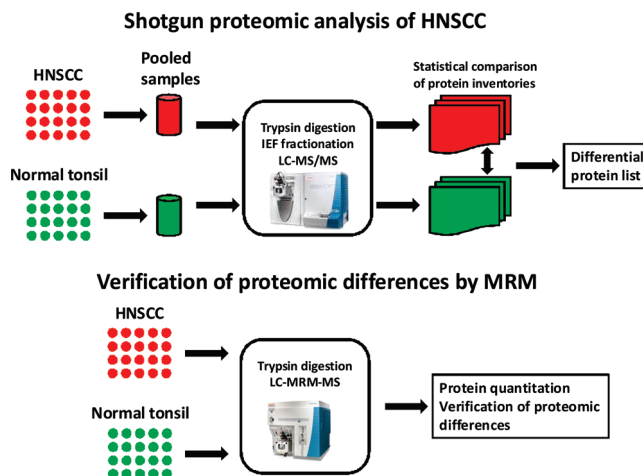 Shotgun proteomic analysis of HNSCC
HNSCC
Pooled
samples
Statistical comparison
of protein inventories
Trypsin digestion
IEF fractionation
LC-MS/MS
Normal tonsil
Differential
protein list
Verification of proteomic differences by MRM
HNSCC
Trypsin digestion
LC-MRM-MS
Normal tonsil
Protein quantitation
Verification of proteomic
differences